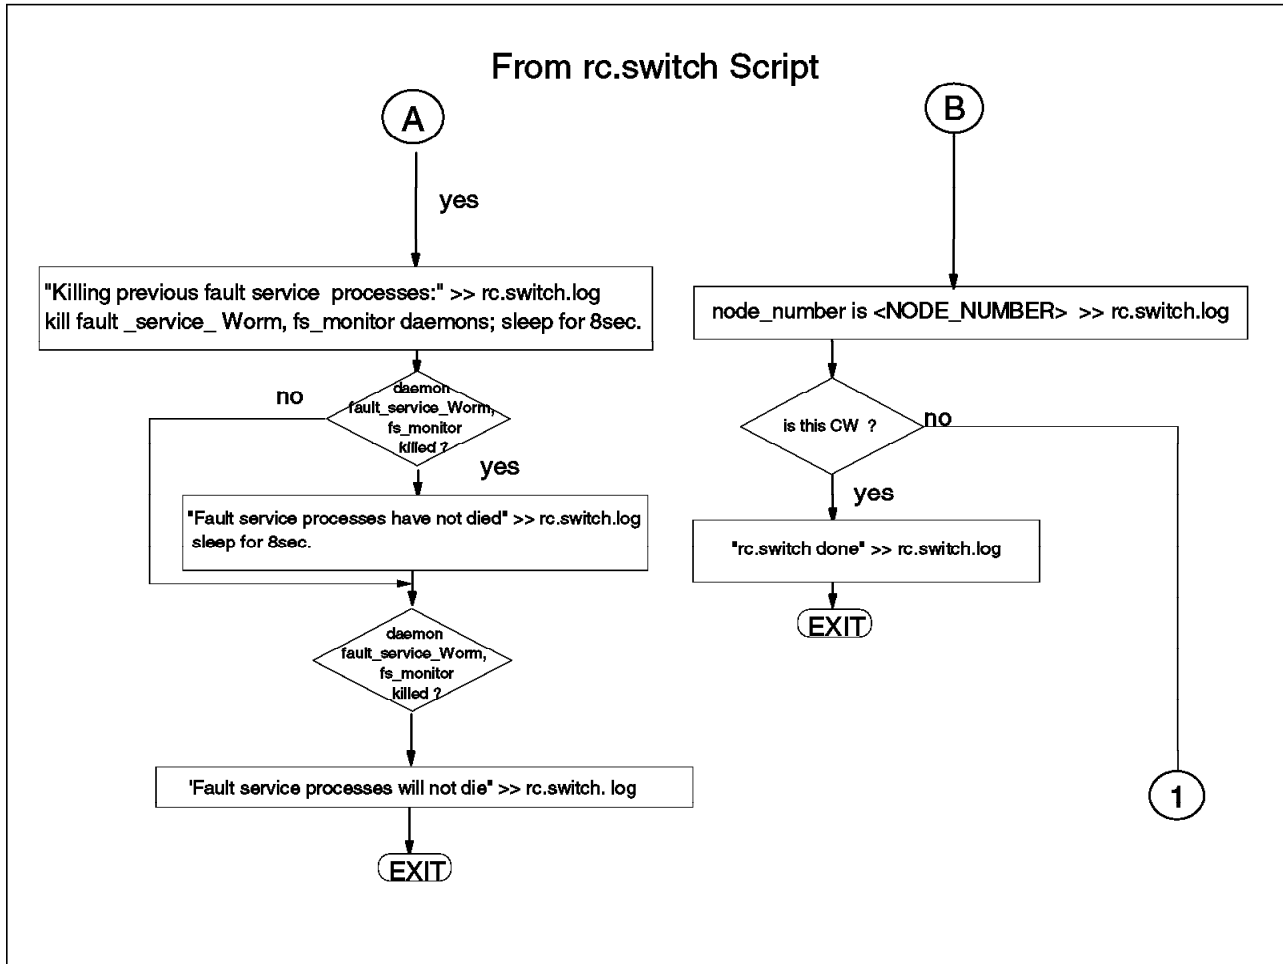 From rc.switch Script
A
yes
"Killing previous fault service processes:" >> rc.switch.log
kill fault _service_ Worm, fs_monitor daemons; sleep for 8sec.
no
daemon
fault_service_Worm,
fs_monitor
killed ?
yes
"Fault service processes have not died" >> rc.switch.log
sleep for 8sec.
daemon
fault_service_Worm,
fs_monitor
killed ?
'Fault service processes will not die" >> rc.switch. log
EXIT
B
node_number is <NODE_NUMBER> >> rc.switch.log
is this CW ?
no
yes
"rc.switch done" >> rc.switch.log
EXIT
1